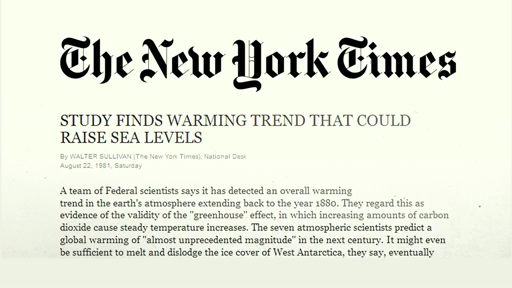 The New York Times
STUDY FINDS WARMING TREND THAT COULD
RAISE SEA LEVELS
By WALTER SULLIVAN (The New York Times); National Desk
August 22, 1981, Saturday
A team of Federal scientists says it has detected an overall warming
trend in the earth's atmosphere extending back to the year 1880. They regard this as
evidence of the validity of the "greenhouse" effect, in which increasing amounts of carbon
dioxide cause steady temperature increases. The seven atmospheric scientists predict a
global warming of "almost unprecedented magnitude" in the next century. It might even
be sufficient to melt and dislodge the ice cover of West Antarctica, they say, eventually